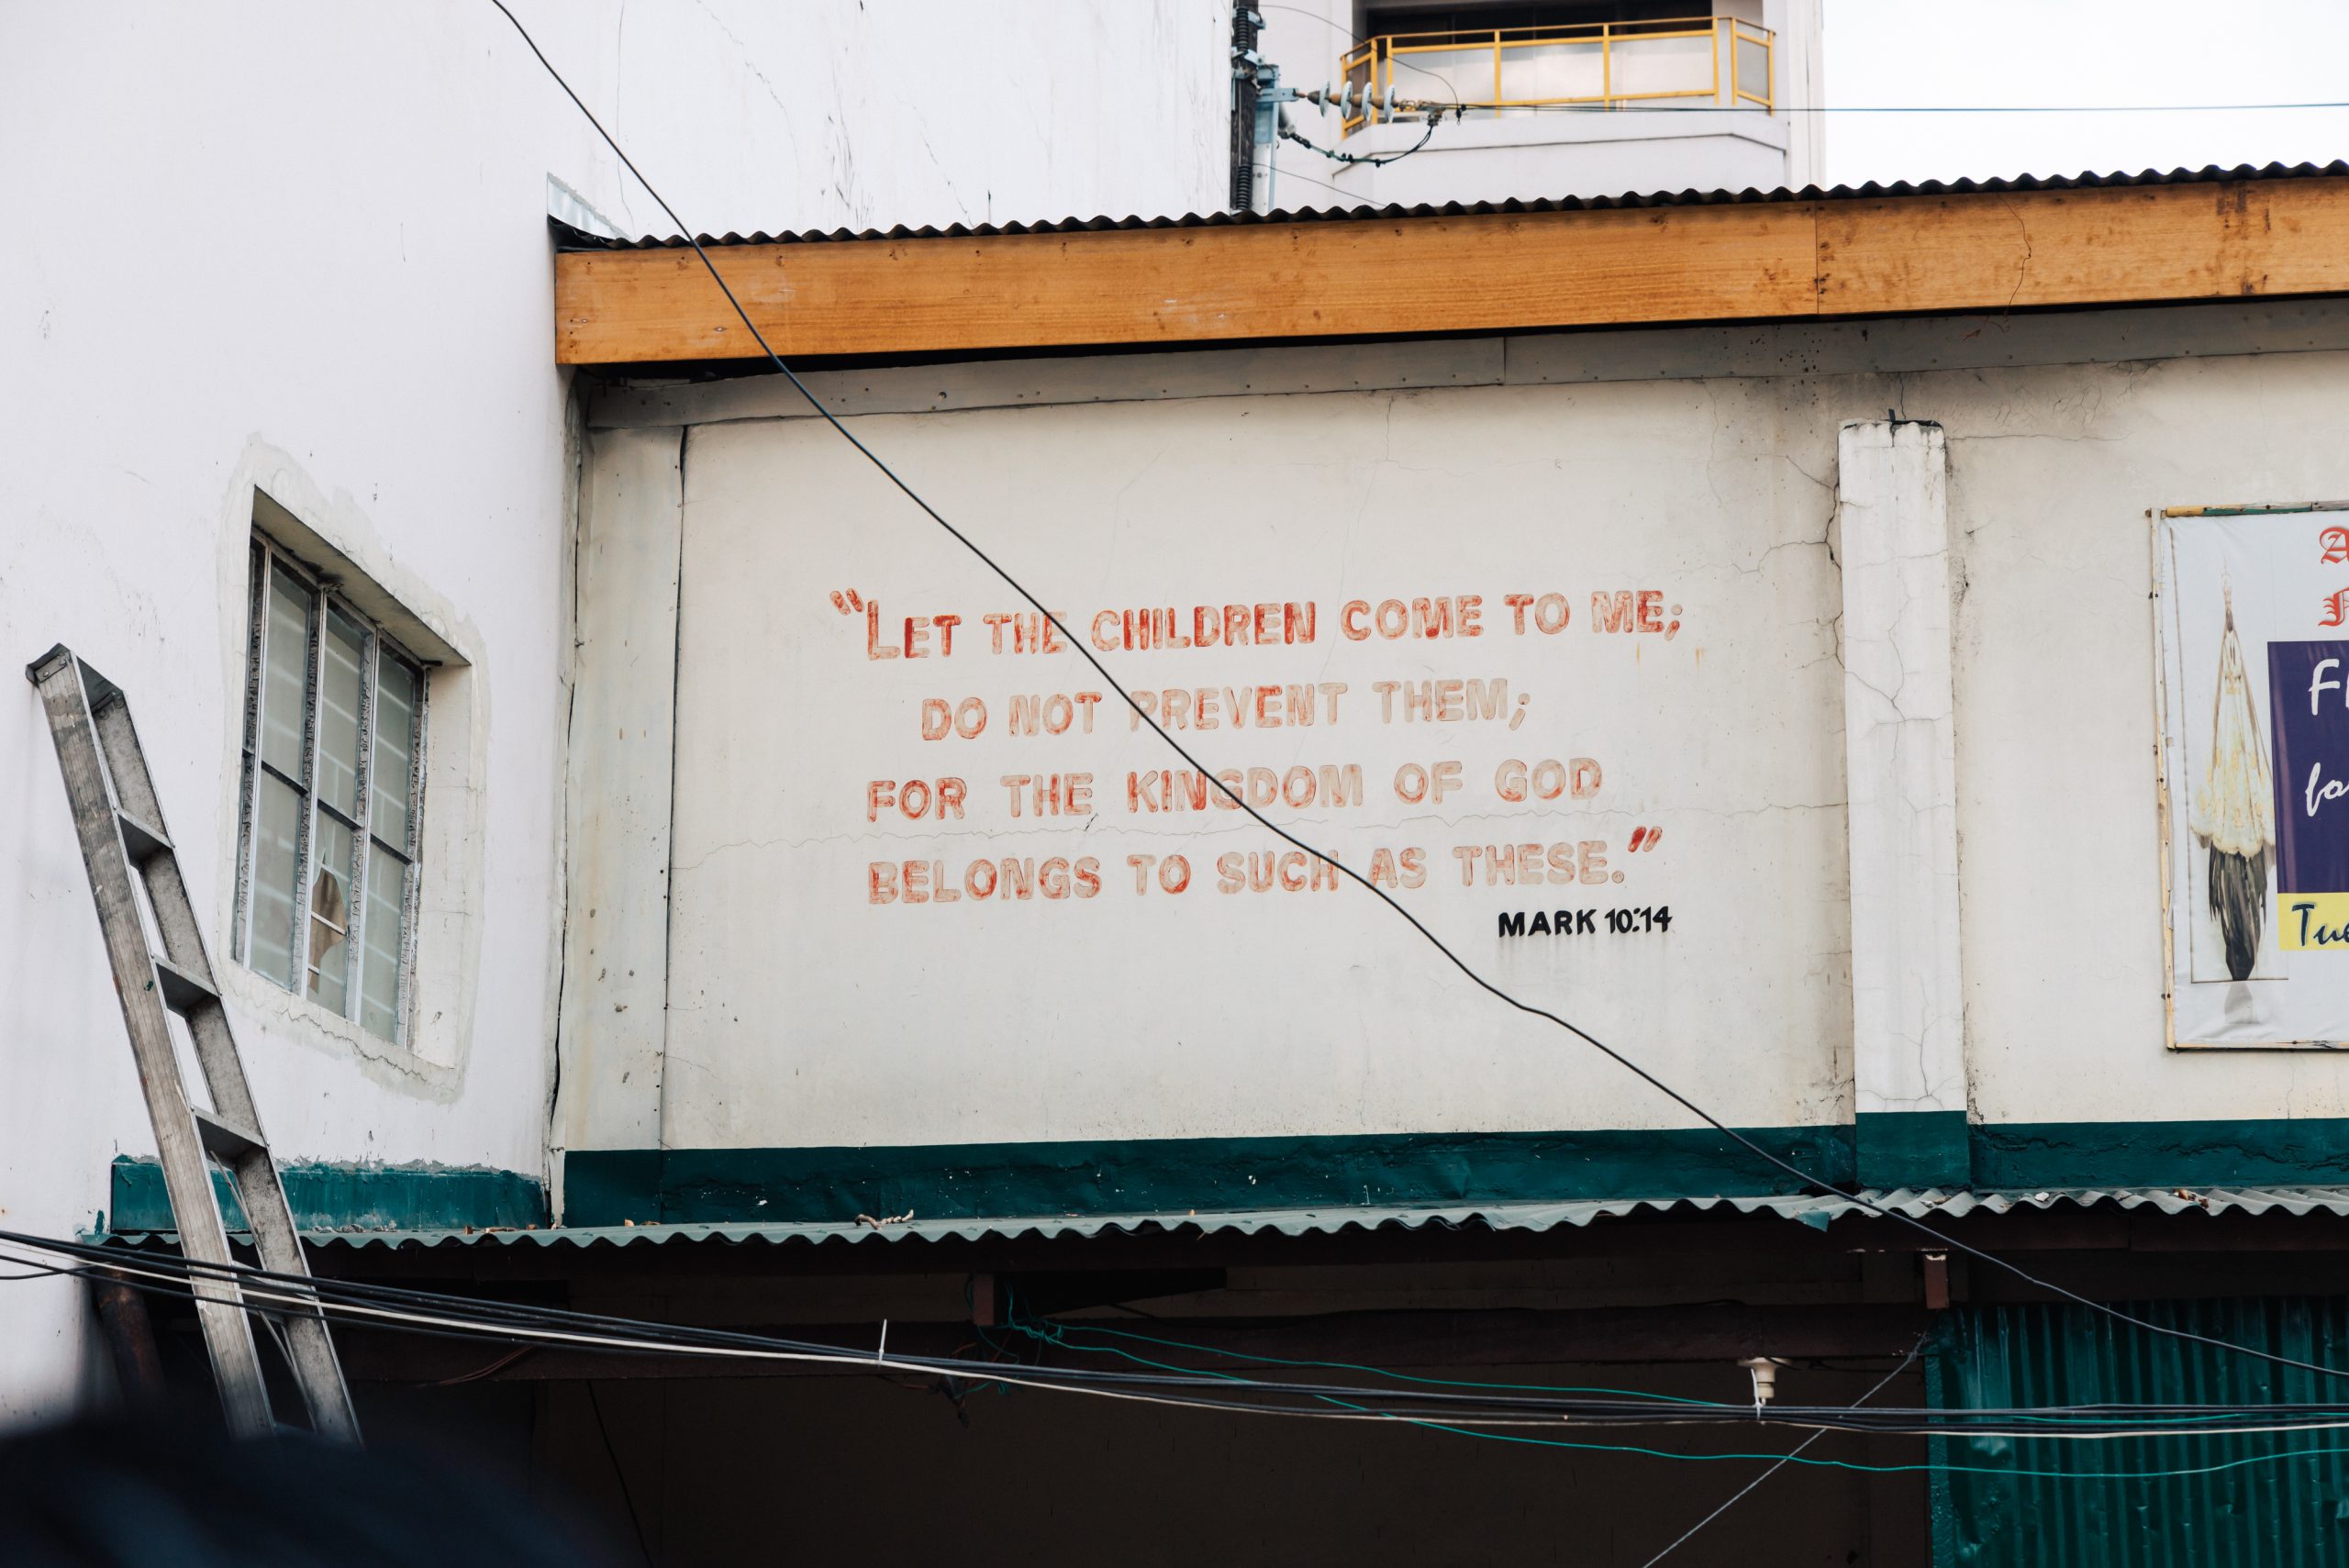 “LET THE CHILDREN COME TO ME;
DO NOT PREVENT THEM;
FOR THE KINGDOM OF GOD
BELONGS TO SUCH AS THESE.”
MARK 10:14